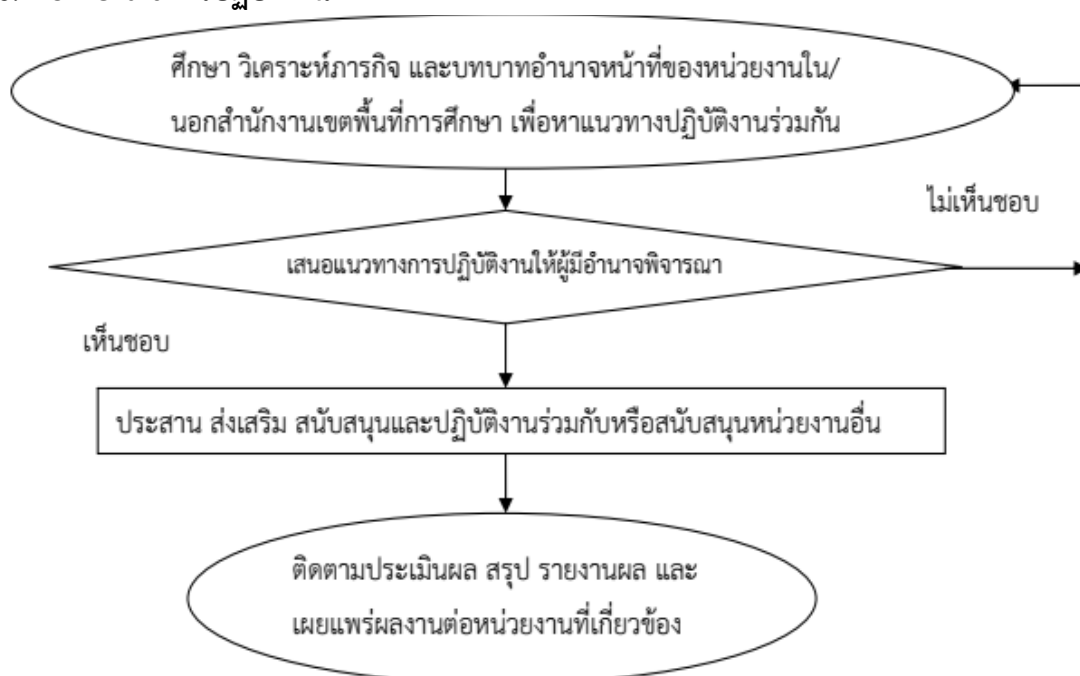 ศึกษา วิเคราะห์ภารกิจ และบทบาทอำนาจหน้าที่ของหน่วยงานใน/
นอกสำนักงานเขตพื้นที่การศึกษา เพื่อหาแนวทางปฏิบัติงานร่วมกัน
ไม่เห็นชอบ
เสนอแนวทางการปฏิบัติงานให้ผู้มีอำนาจพิจารณา
เห็นชอบ
ประสาน ส่งเสริม สนับสนุนและปฏิบัติงานร่วมกับหรือสนับสนุนหน่วยงานอื่น
ติดตามประเมินผล สรุป รายงานผล และ
เผยแพร่ผลงานต่อหน่วยงานที่เกี่ยวข้อง